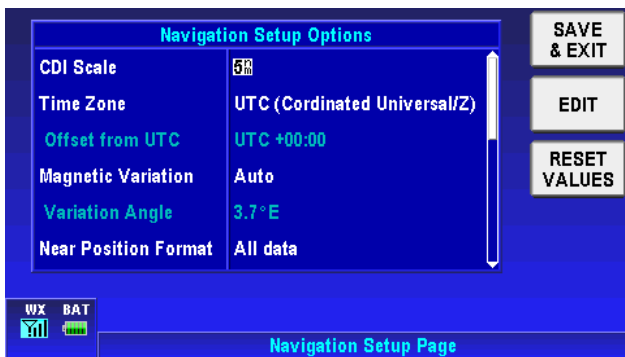 Navigation Setup Options
CDI Scale 5nm
Time Zone UTC (Cordinated Universal/Z)
Offset from UTC UTC +00:00
Magnetic Variation Auto
Variation Angle 3.7°E
Near Position Format All data
SAVE
& EXIT
EDIT
RESET
VALUES
WX BAT
Navigation Setup Page